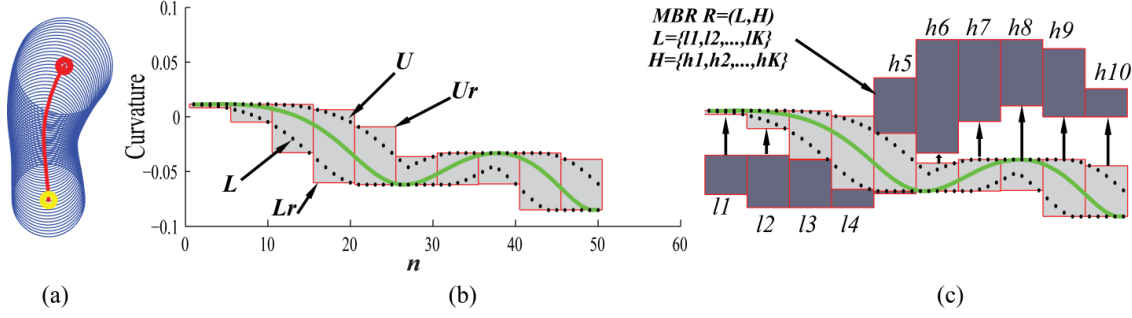 (a)
Curvature
0.1
0.05
0
−0.05
−0.1
0
10
20
30
40
50
60
n
U
Ur
L
Lr
(b)
MBR R=(L,H)
L={l1,l2,...,lK}
H={h1,h2,...,hK}
h5
h6
h7
h8
h9
h10
l1
l2
l3
l4
(c)